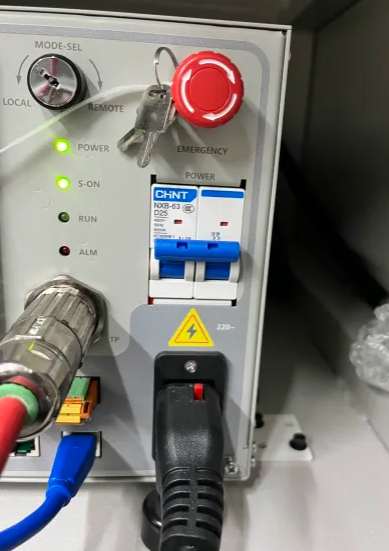 MODE-SEL
LOCAL
REMOTE
POWER
EMERGENCY
S-ON
POWER
CHNT
NXB-63
D25
RUN
ALM
TP
220~